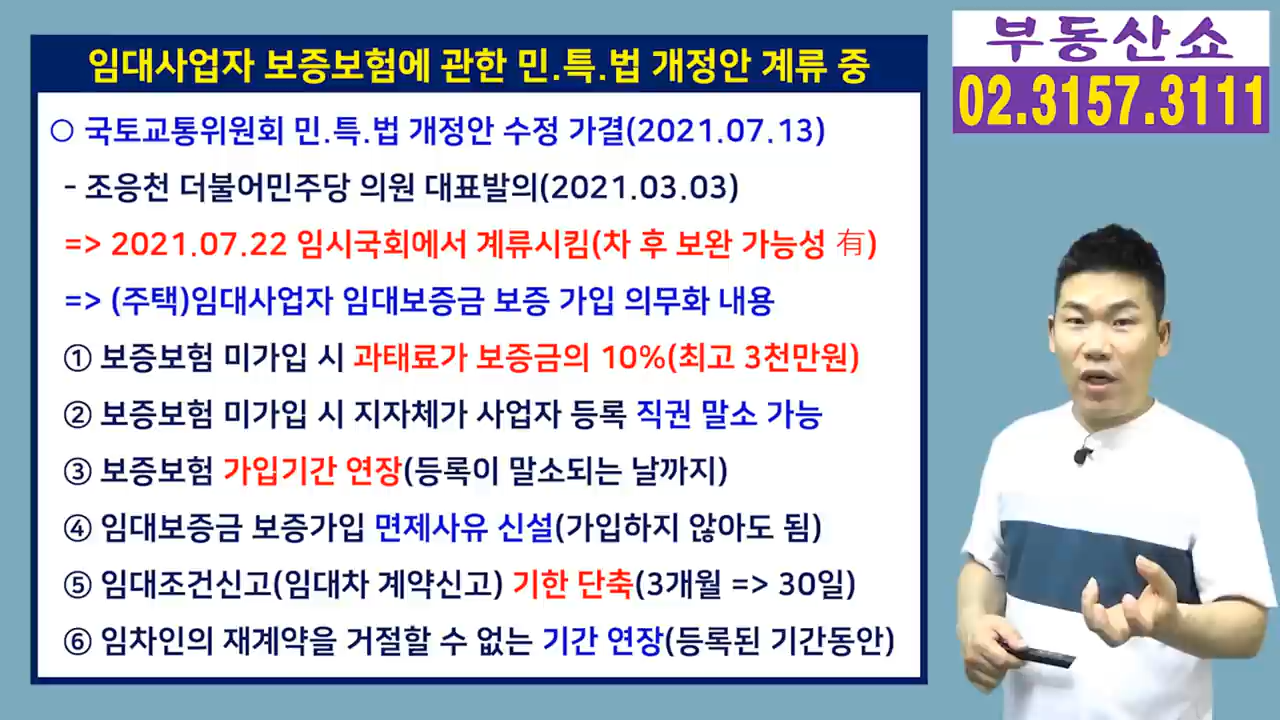 임대사업자 보증보험에 관한 민.특.법 개정안 계류 중
부동산쇼
02.3157.3111
○ 국토교통위원회 민.특.법 개정안 수정 가결(2021.07.13)
- 조응천 더불어민주당 의원 대표발의(2021.03.03)
=> 2021.07.22 임시국회에서 계류시킴(차 후 보완 가능성 有)
=> (주택)임대사업자 임대보증금 보증 가입 의무화 내용
① 보증보험 미가입 시 과태료가 보증금의 10%(최고 3천만원)
② 보증보험 미가입 시 지자체가 사업자 등록 직권 말소 가능
③ 보증보험 가입기간 연장(등록이 말소되는 날까지)
④ 임대보증금 보증가입 면제사유 신설(가입하지 않아도 됨)
⑤ 임대조건신고(임대차 계약신고) 기한 단축(3개월 => 30일)
⑥ 임차인의 재계약을 거절할 수 없는 기간 연장(등록된 기간동안)